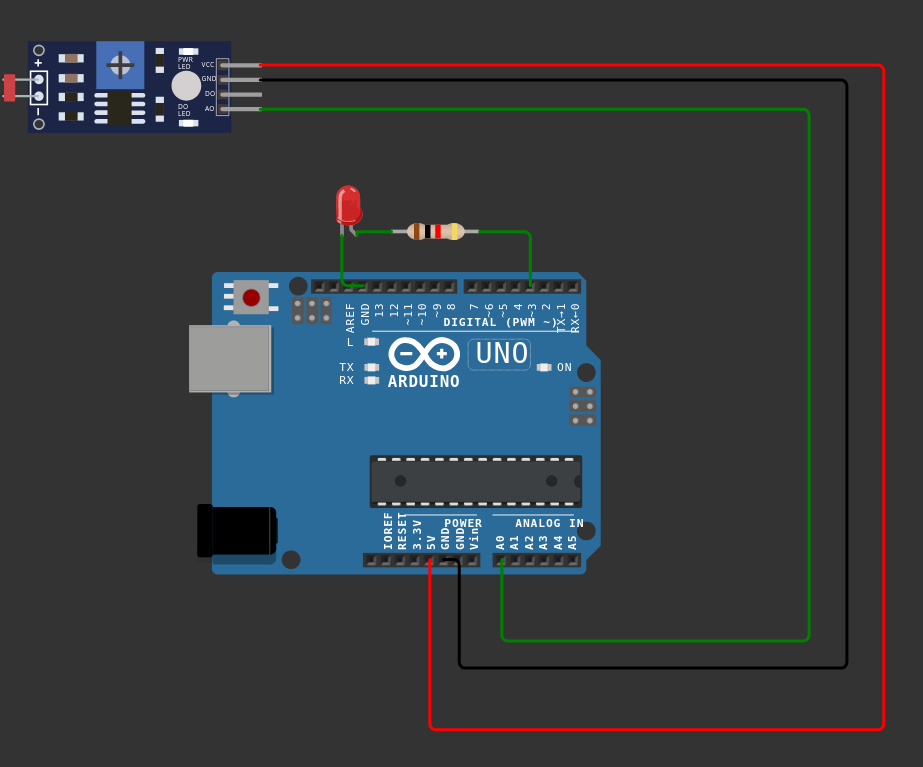 +
PWR
LED
VCC
GND
DO
AO
DO
LED
−
AREF
GND
13
12
~11
~10
~9
8
7
~6
~5
4
~3
2
TX→1
RX←0
DIGITAL (PWM ~)
L
TX
RX
ARDUINO
UNO
ON
POWER
ANALOG IN
IOREF
RESET
3.3V
5V
GND
GND
Vin
A0
A1
A2
A3
A4
A5